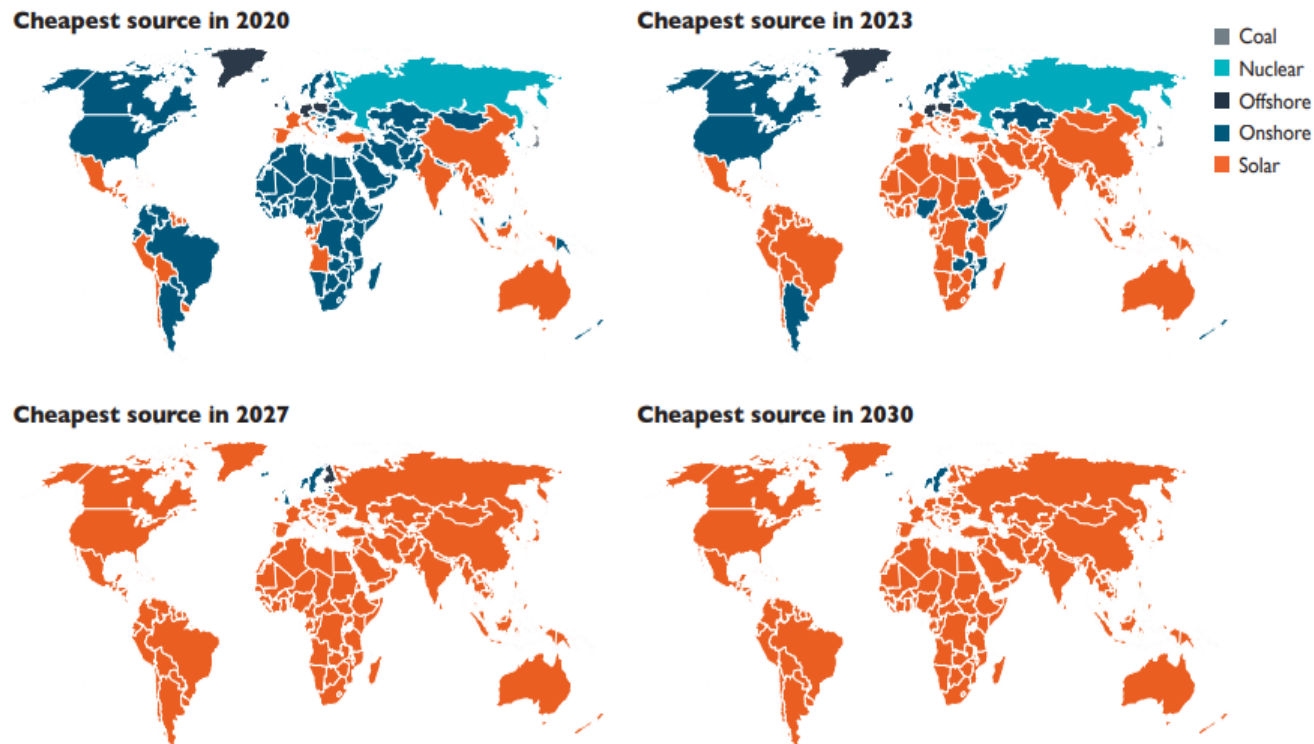 Cheapest source in 2020
Cheapest source in 2023
Coal
Nuclear
Offshore
Onshore
Solar
Cheapest source in 2027
Cheapest source in 2030